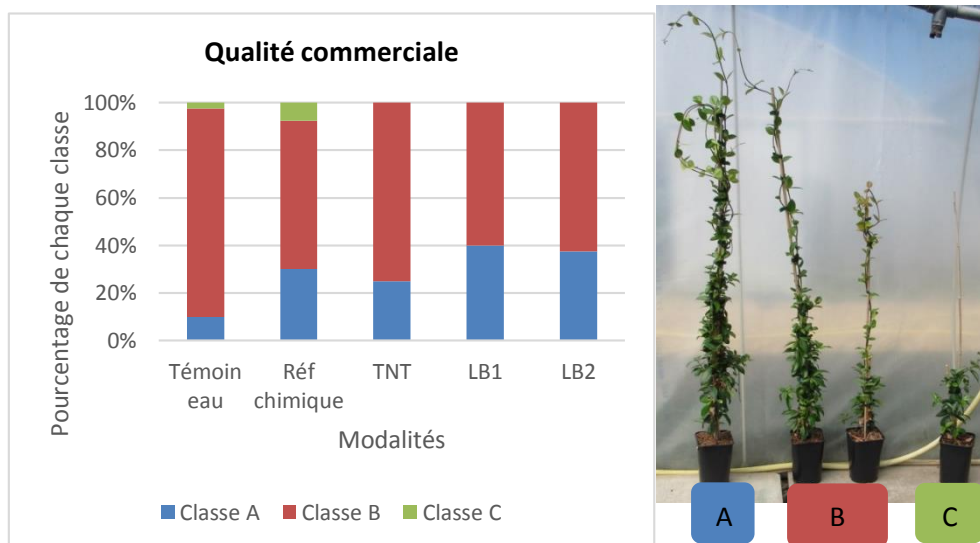 Qualité commerciale
Pourcentage de chaque classe
100%
80%
60%
40%
20%
0%
Témoin eau
Réf chimique
TNT
LB1
LB2
Modalités
Classe A
Classe B
Classe C
A
B
C